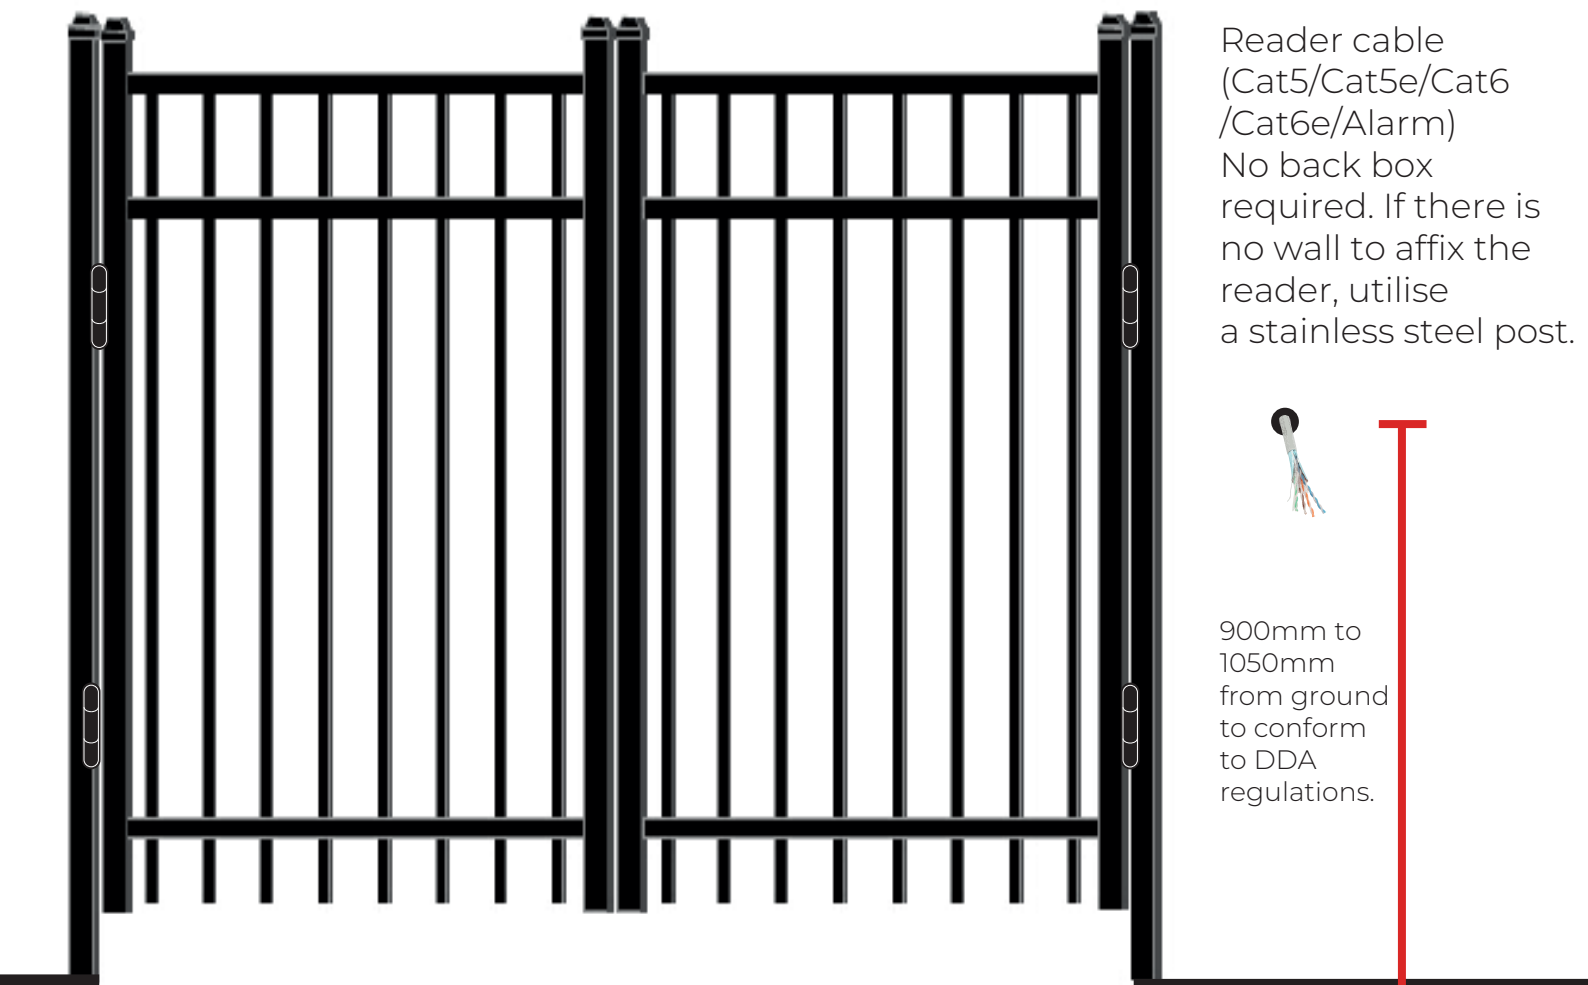 Reader cable
(Cat5/Cat5e/Cat6
/Cat6e/Alarm)
No back box
required. If there is
no wall to affix the
reader, utilise
a stainless steel post.
900mm to
1050mm
from ground
to conform
to DDA
regulations.